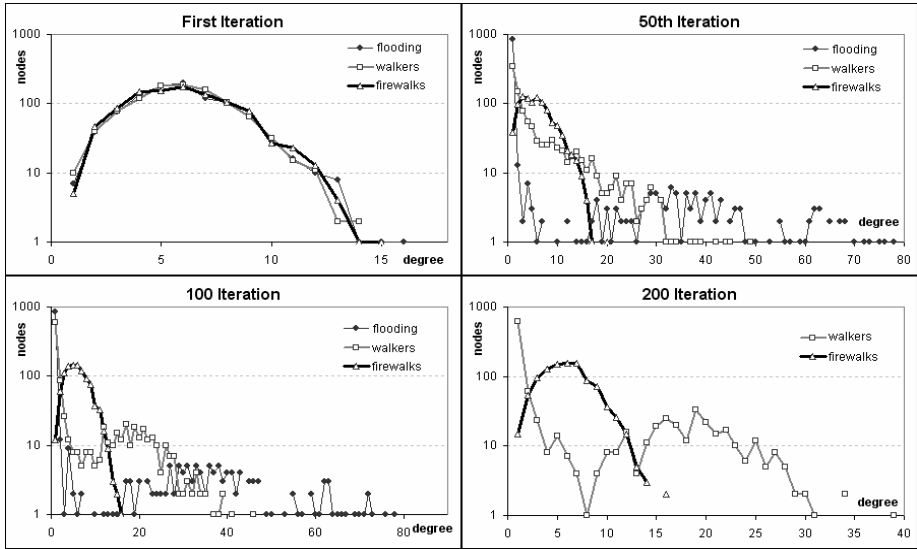 First Iteration
nodes
1000
100
10
1
0
5
10
15
degree
flooding
walkers
firewalks
50th Iteration
nodes
1000
100
10
1
0
10
20
30
40
50
60
70
80
degree
flooding
walkers
firewalks
100 Iteration
nodes
1000
100
10
1
0
20
40
60
80
degree
flooding
walkers
firewalks
200 Iteration
nodes
1000
100
10
1
0
5
10
15
20
25
30
35
40
degree
walkers
firewalks